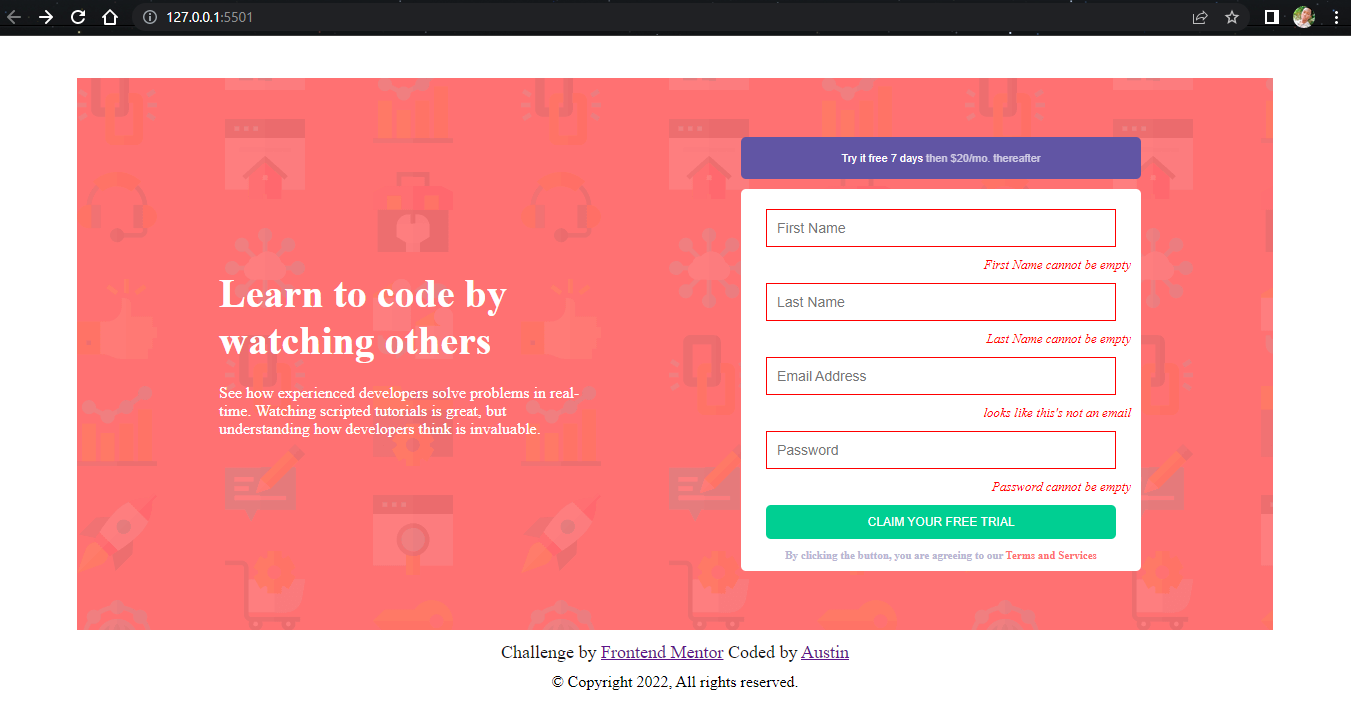 127.0.0.1:5501
Learn to code by
watching others
See how experienced developers solve problems in real-
time. Watching scripted tutorials is great, but
understanding how developers think is invaluable.
Try it free 7 days then $20/mo. thereafter
First Name
First Name cannot be empty
Last Name
Last Name cannot be empty
Email Address
looks like this's not an email
Password
Password cannot be empty
CLAIM YOUR FREE TRIAL
By clicking the button, you are agreeing to our Terms and Services
Challenge by Frontend Mentor Coded by Austin
© Copyright 2022, All rights reserved.